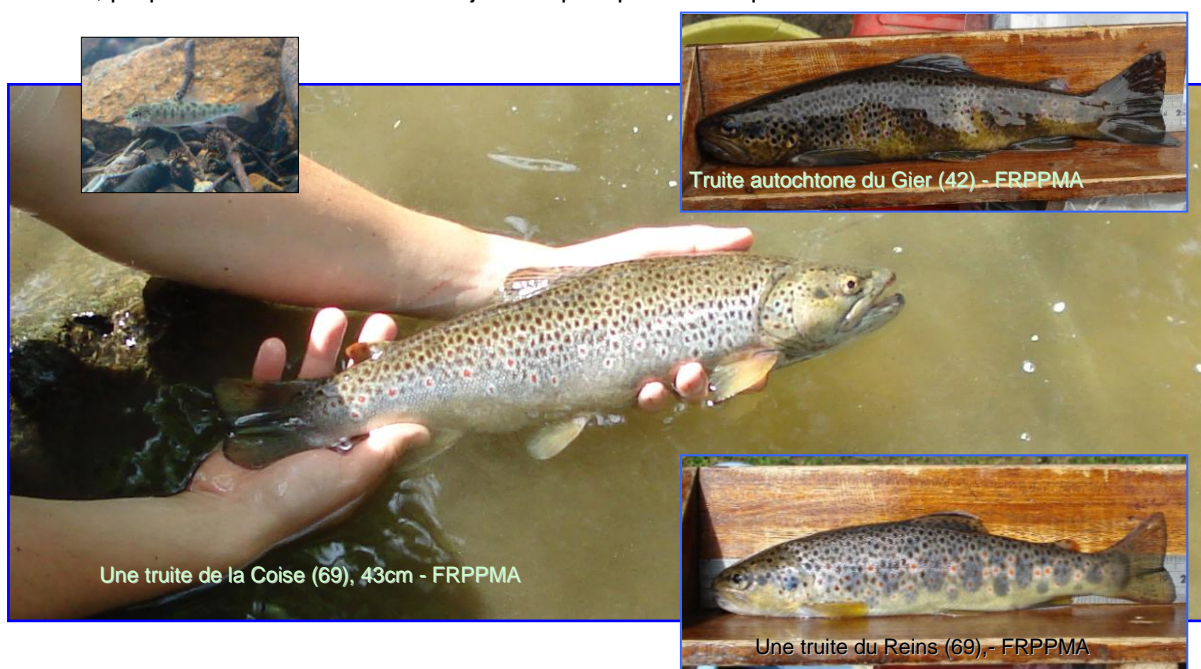 Truite autochtone du Gier (42) - FRPPMA
Une truite de la Coise (69), 43cm - FRPPMA
Une truite du Reins (69),- FRPPMA